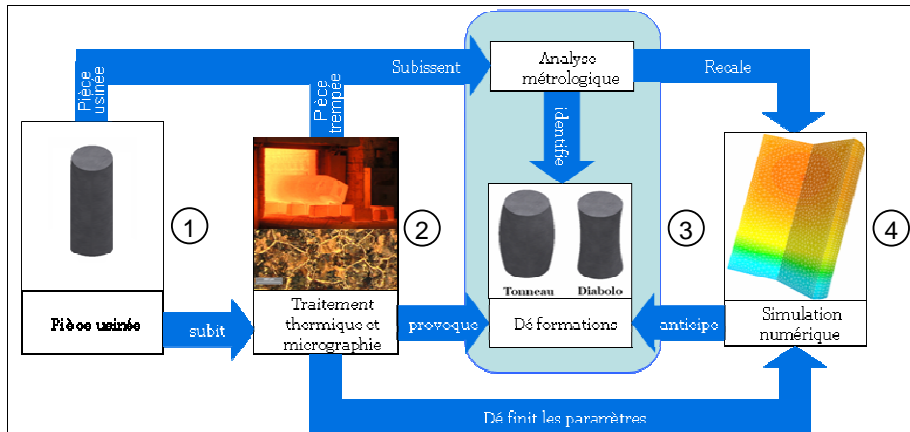 Pièce usinée
Subissent
Pièce trempée
Analyse
métrologique
Recale
identifie
1
2
3
4
Tonneau
Diabolo
Pièce usinée
subit
Traitement
thermique et
micrographie
provoque
Dé formations
anticipe
Simulation
numérique
Dé finit les paramètres